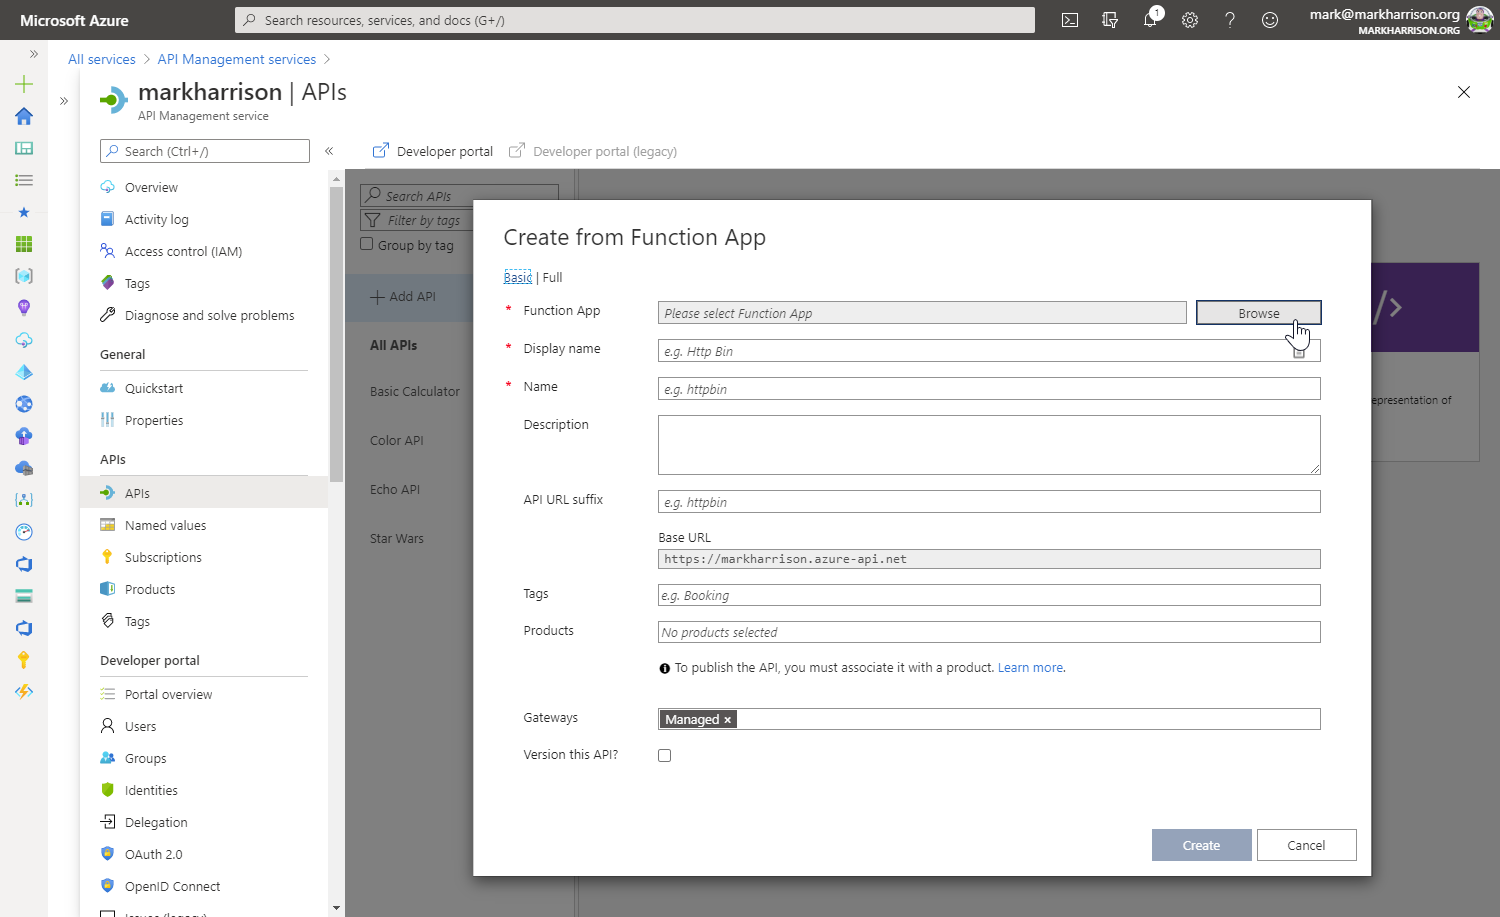 Microsoft Azure
Search resources, services, and docs (G+/)
1
mark@markharrison.org
MARKHARRISON.ORG
All services > API Management services >
markharrison | APIs
API Management service
Search (Ctrl+/)
Developer portal
Developer portal (legacy)
Overview
Activity log
Access control (IAM)
Tags
Diagnose and solve problems
General
Quickstart
Properties
APIs
APIs
Named values
Subscriptions
Products
Tags
Developer portal
Portal overview
Users
Groups
Identities
Delegation
OAuth 2.0
OpenID Connect
Issues (legacy)
Search APIs
Filter by tags
Group by tag
Add API
All APIs
Basic Calculator
Color API
Echo API
Star Wars
Create from Function App
Basic | Full
* Function App
Please select Function App
Browse
* Display name
e.g. Http Bin
* Name
e.g. httpbin
Description
API URL suffix
e.g. httpbin
Base URL
https://markharrison.azure-api.net
Tags
e.g. Booking
Products
No products selected
To publish the API, you must associate it with a product. Learn more.
Gateways
Managed ×
Version this API?
Create
Cancel
epresentation of